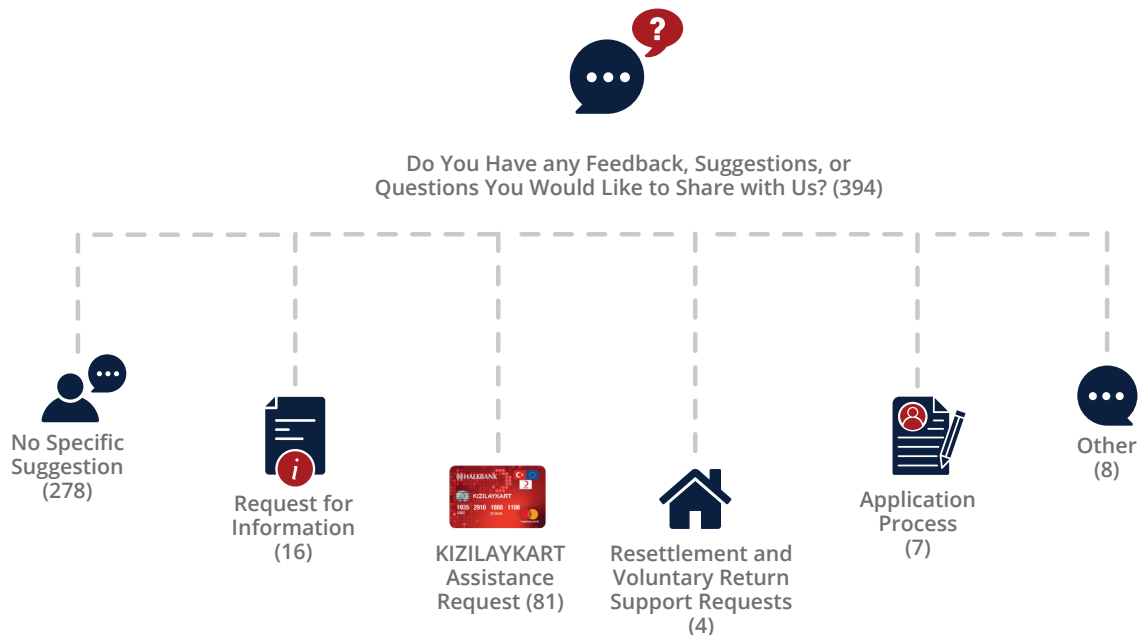 ?
Do You Have any Feedback, Suggestions, or
Questions You Would Like to Share with Us? (394)
No Specific
Suggestion
(278)
i
Request for
Information
(16)
HALKBANK
KIZILAYKART
1935 2910 1868 1106
KIZILAYKART
Assistance
Request (81)
Resettlement and
Voluntary Return
Support Requests
(4)
Application
Process
(7)
Other
(8)